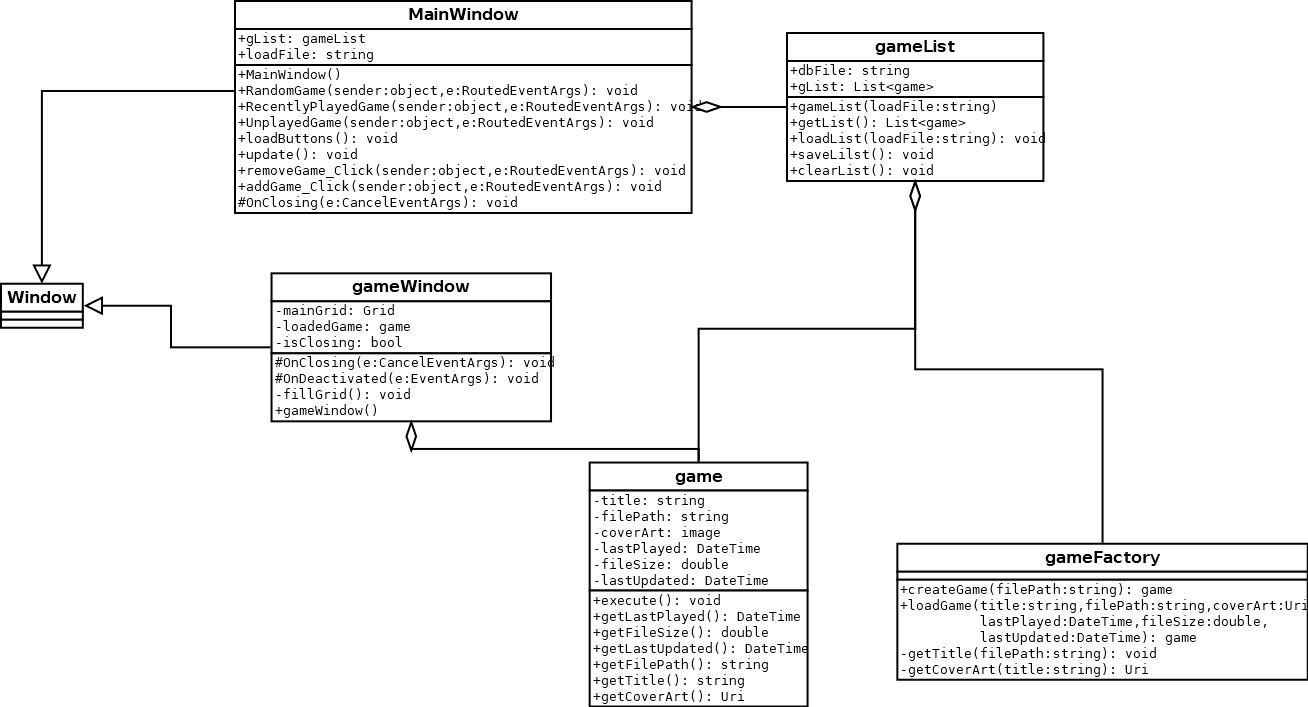 MainWindow
+gList: gameList
+loadFile: string
+MainWindow()
+RandomGame(sender:object,e:RoutedEventArgs): void
+RecentlyPlayedGame(sender:object,e:RoutedEventArgs): void
+UnplayedGame(sender:object,e:RoutedEventArgs): void
+loadButtons(): void
+update(): void
+removeGame_Click(sender:object,e:RoutedEventArgs): void
+addGame_Click(sender:object,e:RoutedEventArgs): void
#OnClosing(e:CancelEventArgs): void
gameList
+dbFile: string
+gList: List<game>
+gameList(loadFile:string)
+getList(): List<game>
+loadList(loadFile:string): void
+saveLilst(): void
+clearList(): void
Window
gameWindow
-mainGrid: Grid
-loadedGame: game
-isClosing: bool
#OnClosing(e:CancelEventArgs): void
#OnDeactivated(e:EventArgs): void
-fillGrid(): void
+gameWindow()
game
-title: string
-filePath: string
-coverArt: image
-lastPlayed: DateTime
-fileSize: double
-lastUpdated: DateTime
+execute(): void
+getLastPlayed(): DateTime
+getFileSize(): double
+getLastUpdated(): DateTime
+getFilePath(): string
+getTitle(): string
+getCoverArt(): Uri
gameFactory
+createGame(filePath:string): game
+loadGame(title:string,filePath:string,coverArt:Uri
lastPlayed:DateTime,fileSize:double,
lastUpdated:DateTime): game
-getTitle(filePath:string): void
-getCoverArt(title:string): Uri